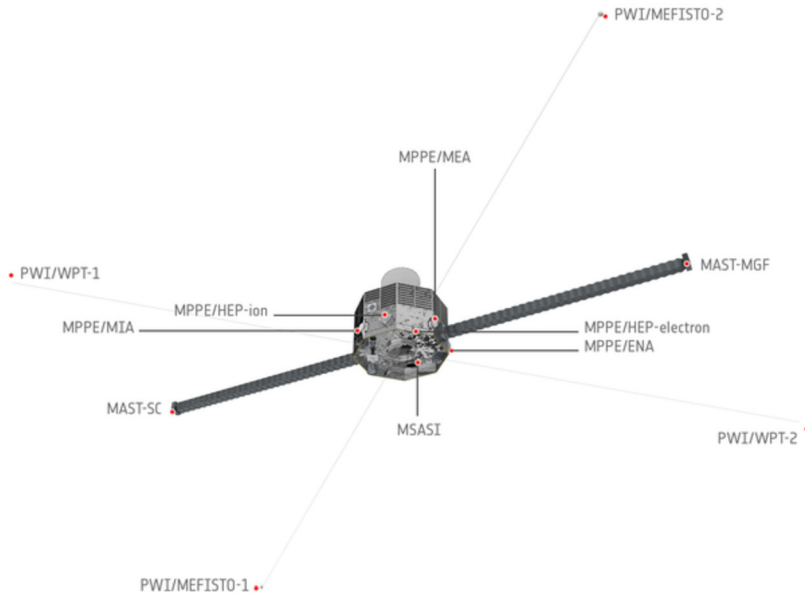 PWI/MEFISTO-2
MPPE/MEA
MAST-MGF
PWI/WPT-1
MPPE/HEP-ion
MPPE/MIA
MPPE/HEP-electron
MPPE/ENA
MAST-SC
MSASI
PWI/WPT-2
PWI/MEFISTO-1